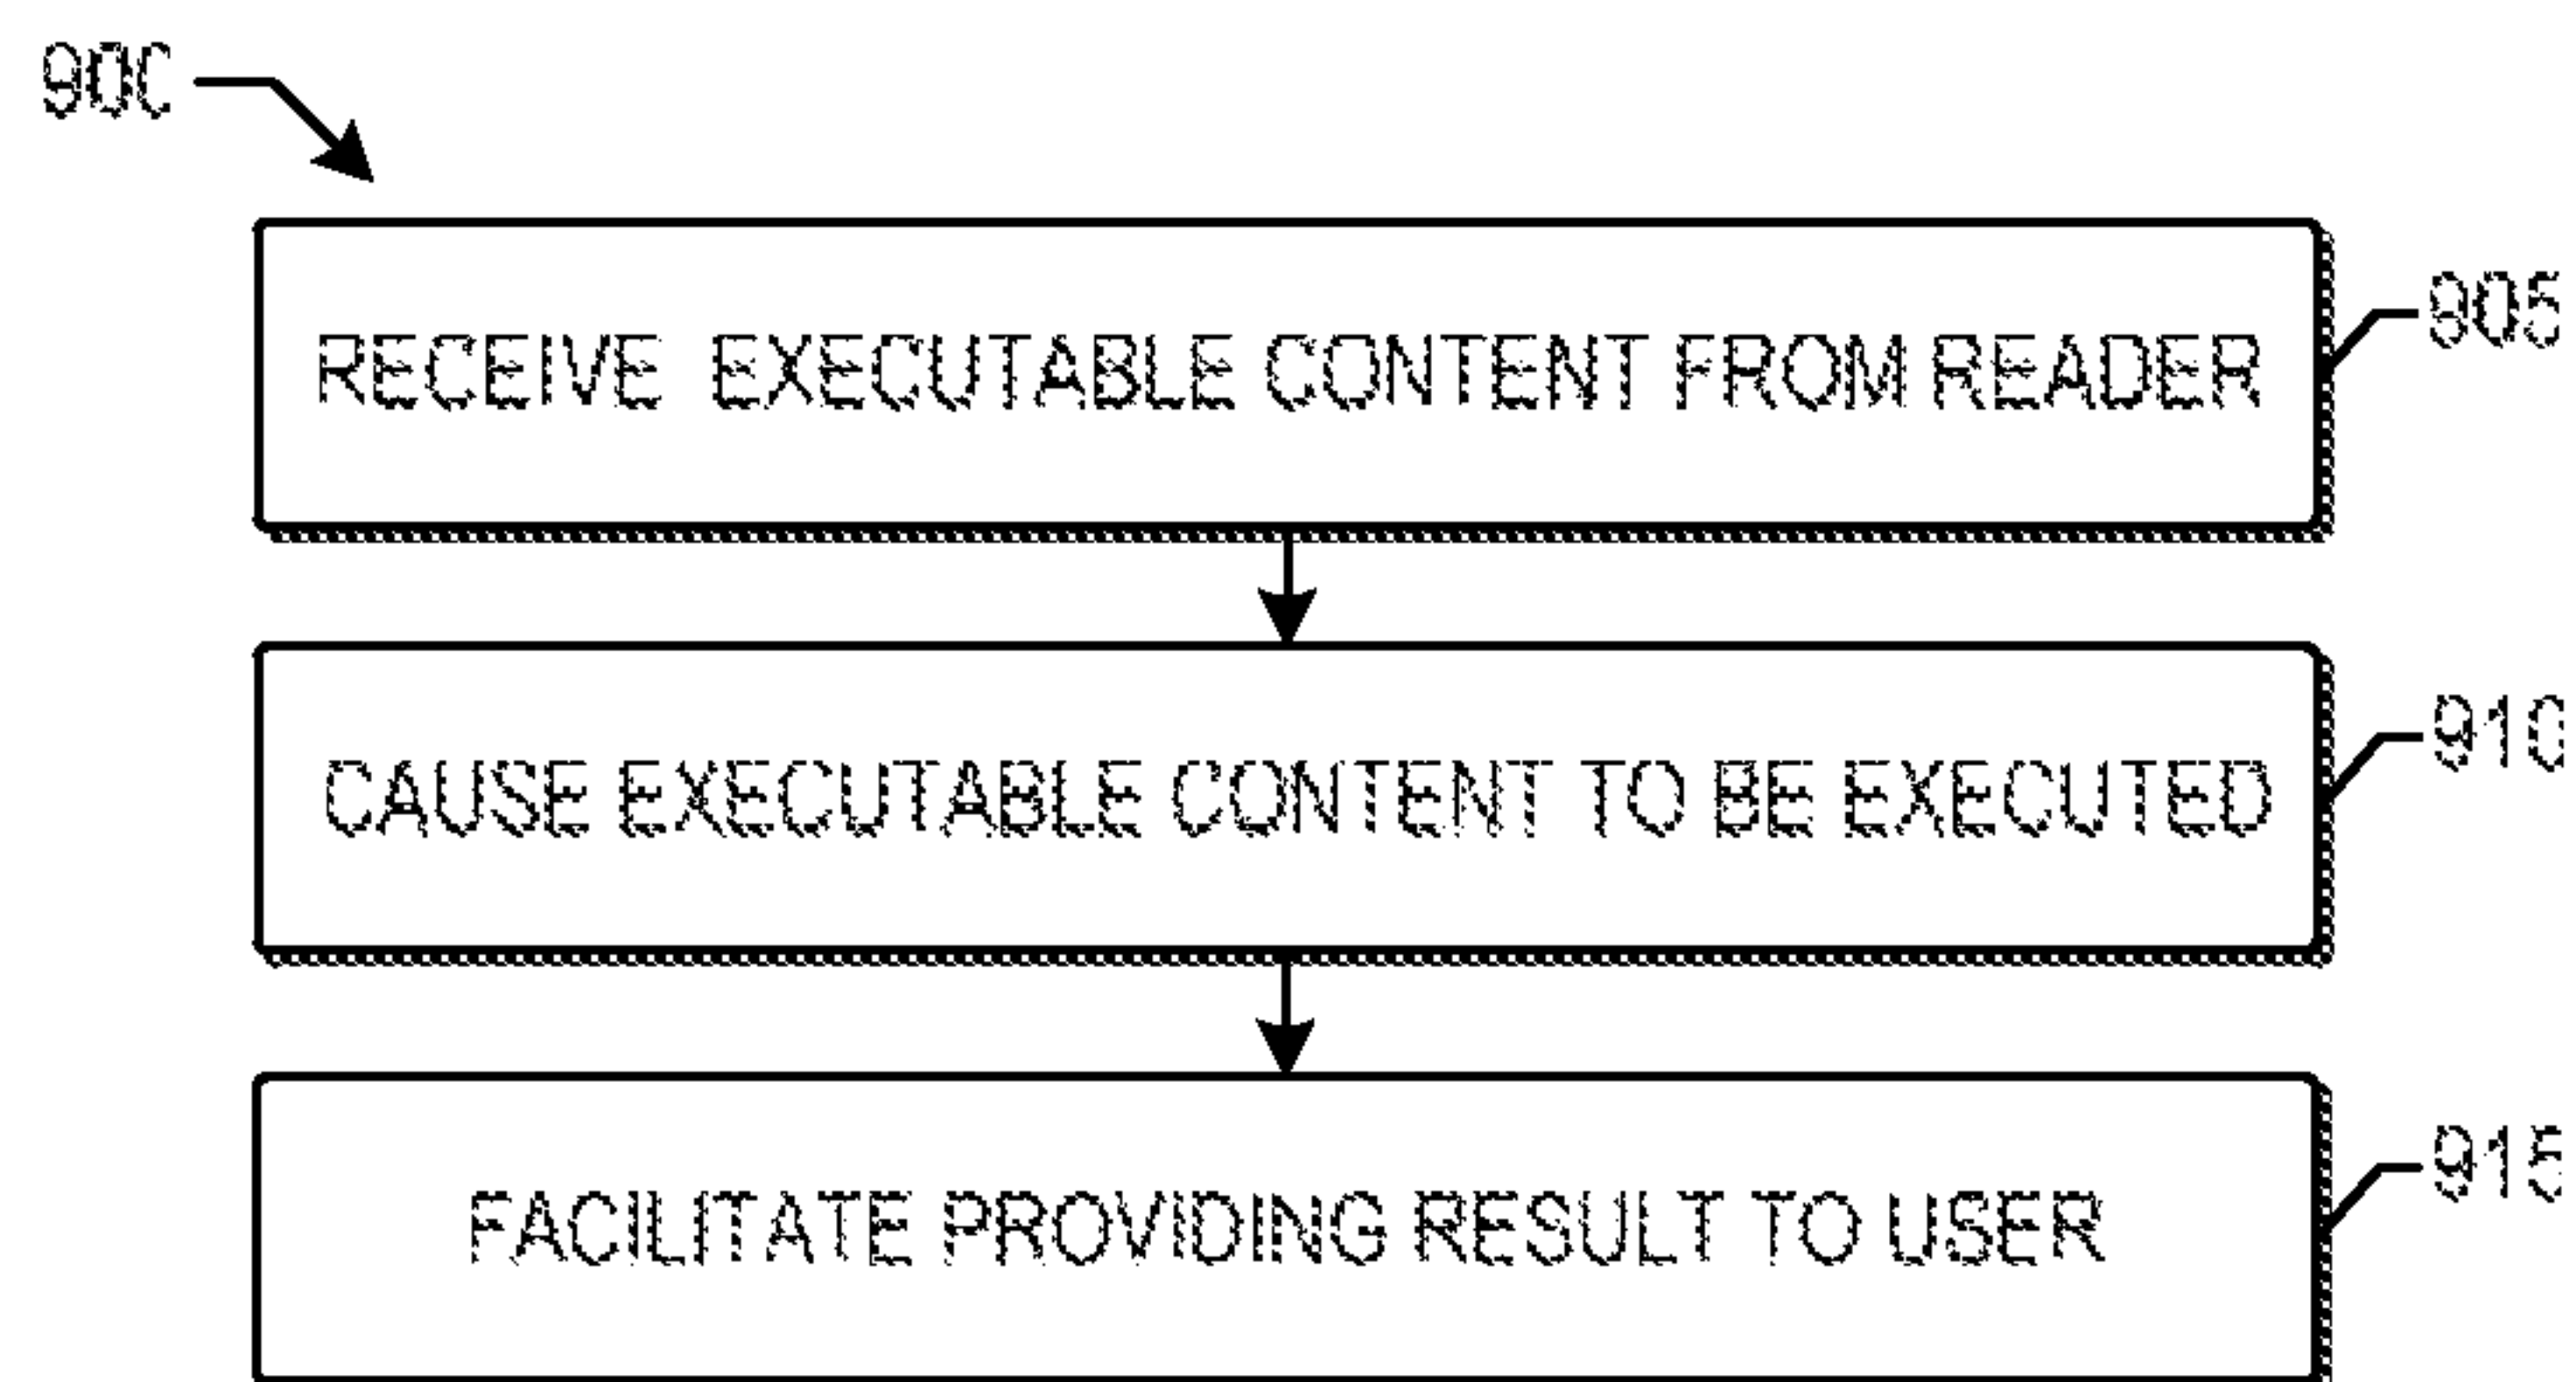 900
RECEIVE EXECUTABLE CONTENT FROM READER
905
CAUSE EXECUTABLE CONTENT TO BE EXECUTED
910
FACILITATE PROVIDING RESULT TO USER
915